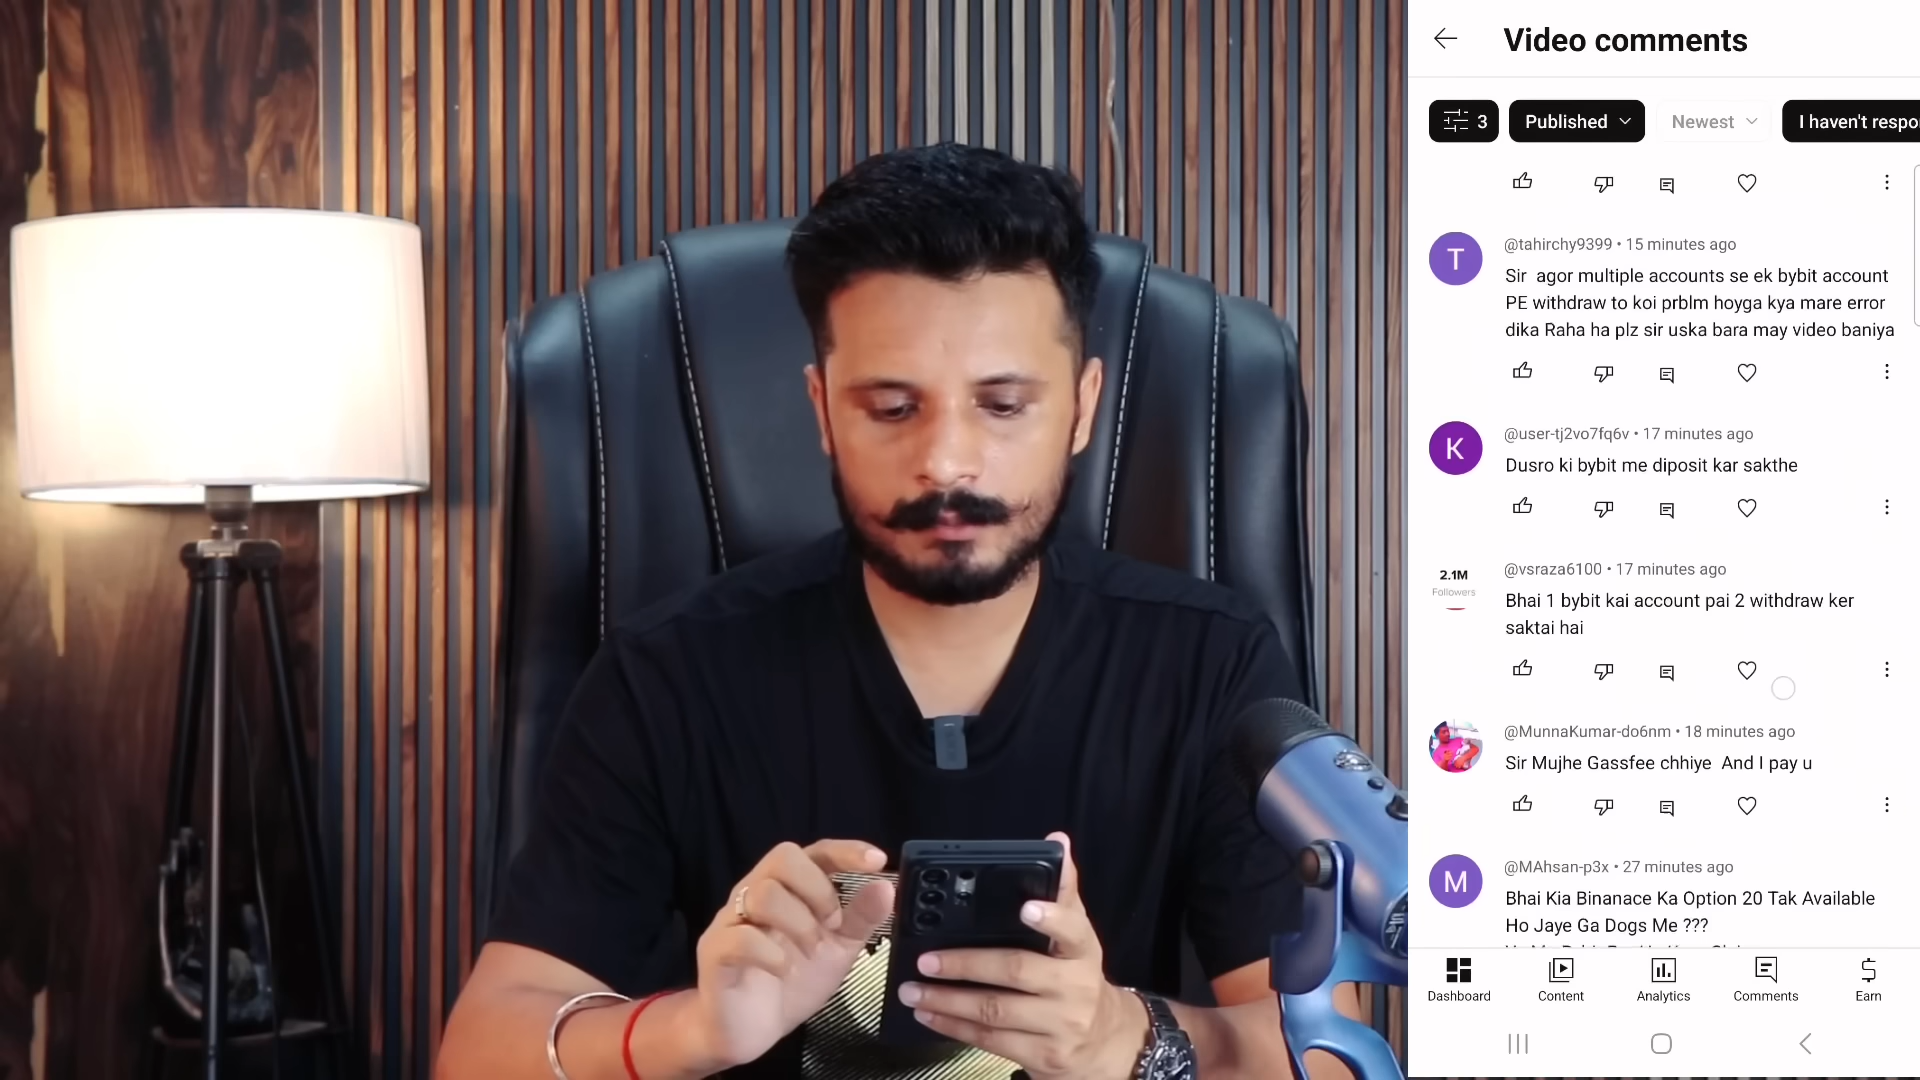 Video comments
3
Published
Newest
I haven't respo
@tahirchy9399 • 15 minutes ago
T
Sir agor multiple accounts se ek bybit account
PE withdraw to koi prblm hoyga kya mare error
dika Raha ha plz sir uska bara may video baniya
@user-tj2vo7fq6v • 17 minutes ago
K
Dusro ki bybit me diposit kar sakthe
@vsraza6100 • 17 minutes ago
2.1M
Followers
Bhai 1 bybit kai account pai 2 withdraw ker
saktai hai
@MunnaKumar-do6nm • 18 minutes ago
Sir Mujhe Gassfee chhiye And I pay u
@MAhsan-p3x • 27 minutes ago
M
Bhai Kia Binanace Ka Option 20 Tak Available
Ho Jaye Ga Dogs Me ???
Dashboard
Content
Analytics
Comments
Earn